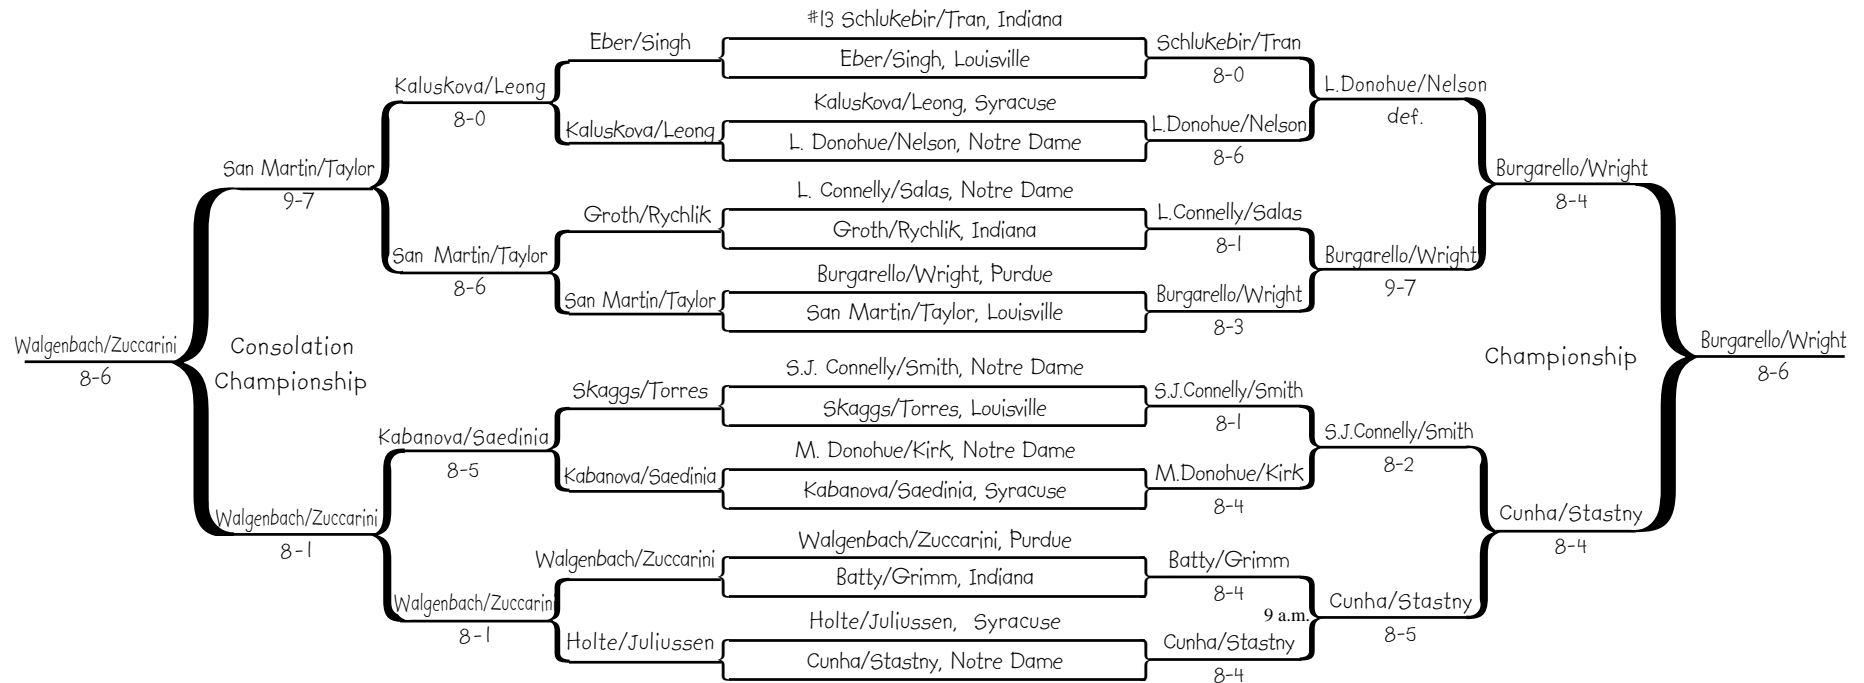 #13 Schlukebir/Tran, Indiana
Eber/Singh
Schlukebir/Tran
Eber/Singh, Louisville
8-0
Kaluskova/Leong
L.Donohue/Nelson
8-0
Kaluskova/Leong, Syracuse
def.
Kaluskova/Leong
L.Donohue/Nelson
L. Donohue/Nelson, Notre Dame
8-6
San Martin/Taylor
Burgarello/Wright
9-7
8-4
L. Connelly/Salas, Notre Dame
Groth/Rychlik
L.Connelly/Salas
Groth/Rychlik, Indiana
8-1
San Martin/Taylor
Burgarello/Wright
8-6
Burgarello/Wright, Purdue
9-7
San Martin/Taylor
Burgarello/Wright
San Martin/Taylor, Louisville
8-3
Walgenbach/Zuccarini
Consolation
Championship
8-6
Championship
Burgarello/Wright
8-6
S.J. Connelly/Smith, Notre Dame
Skaggs/Torres
S.J.Connelly/Smith
Skaggs/Torres, Louisville
8-1
Kabanova/Saedinia
S.J.Connelly/Smith
8-5
M. Donohue/Kirk, Notre Dame
8-2
Kabanova/Saedinia
M.Donohue/Kirk
Kabanova/Saedinia, Syracuse
8-4
Walgenbach/Zuccarini
Cunha/Stastny
8-1
8-4
Walgenbach/Zuccarini, Purdue
Walgenbach/Zuccarini
Batty/Grimm
Batty/Grimm, Indiana
8-4
Walgenbach/Zuccarini
9 a.m.
Cunha/Stastny
8-1
Holte/Juliussen, Syracuse
8-5
Holte/Juliussen
Cunha/Stastny
Cunha/Stastny, Notre Dame
8-4